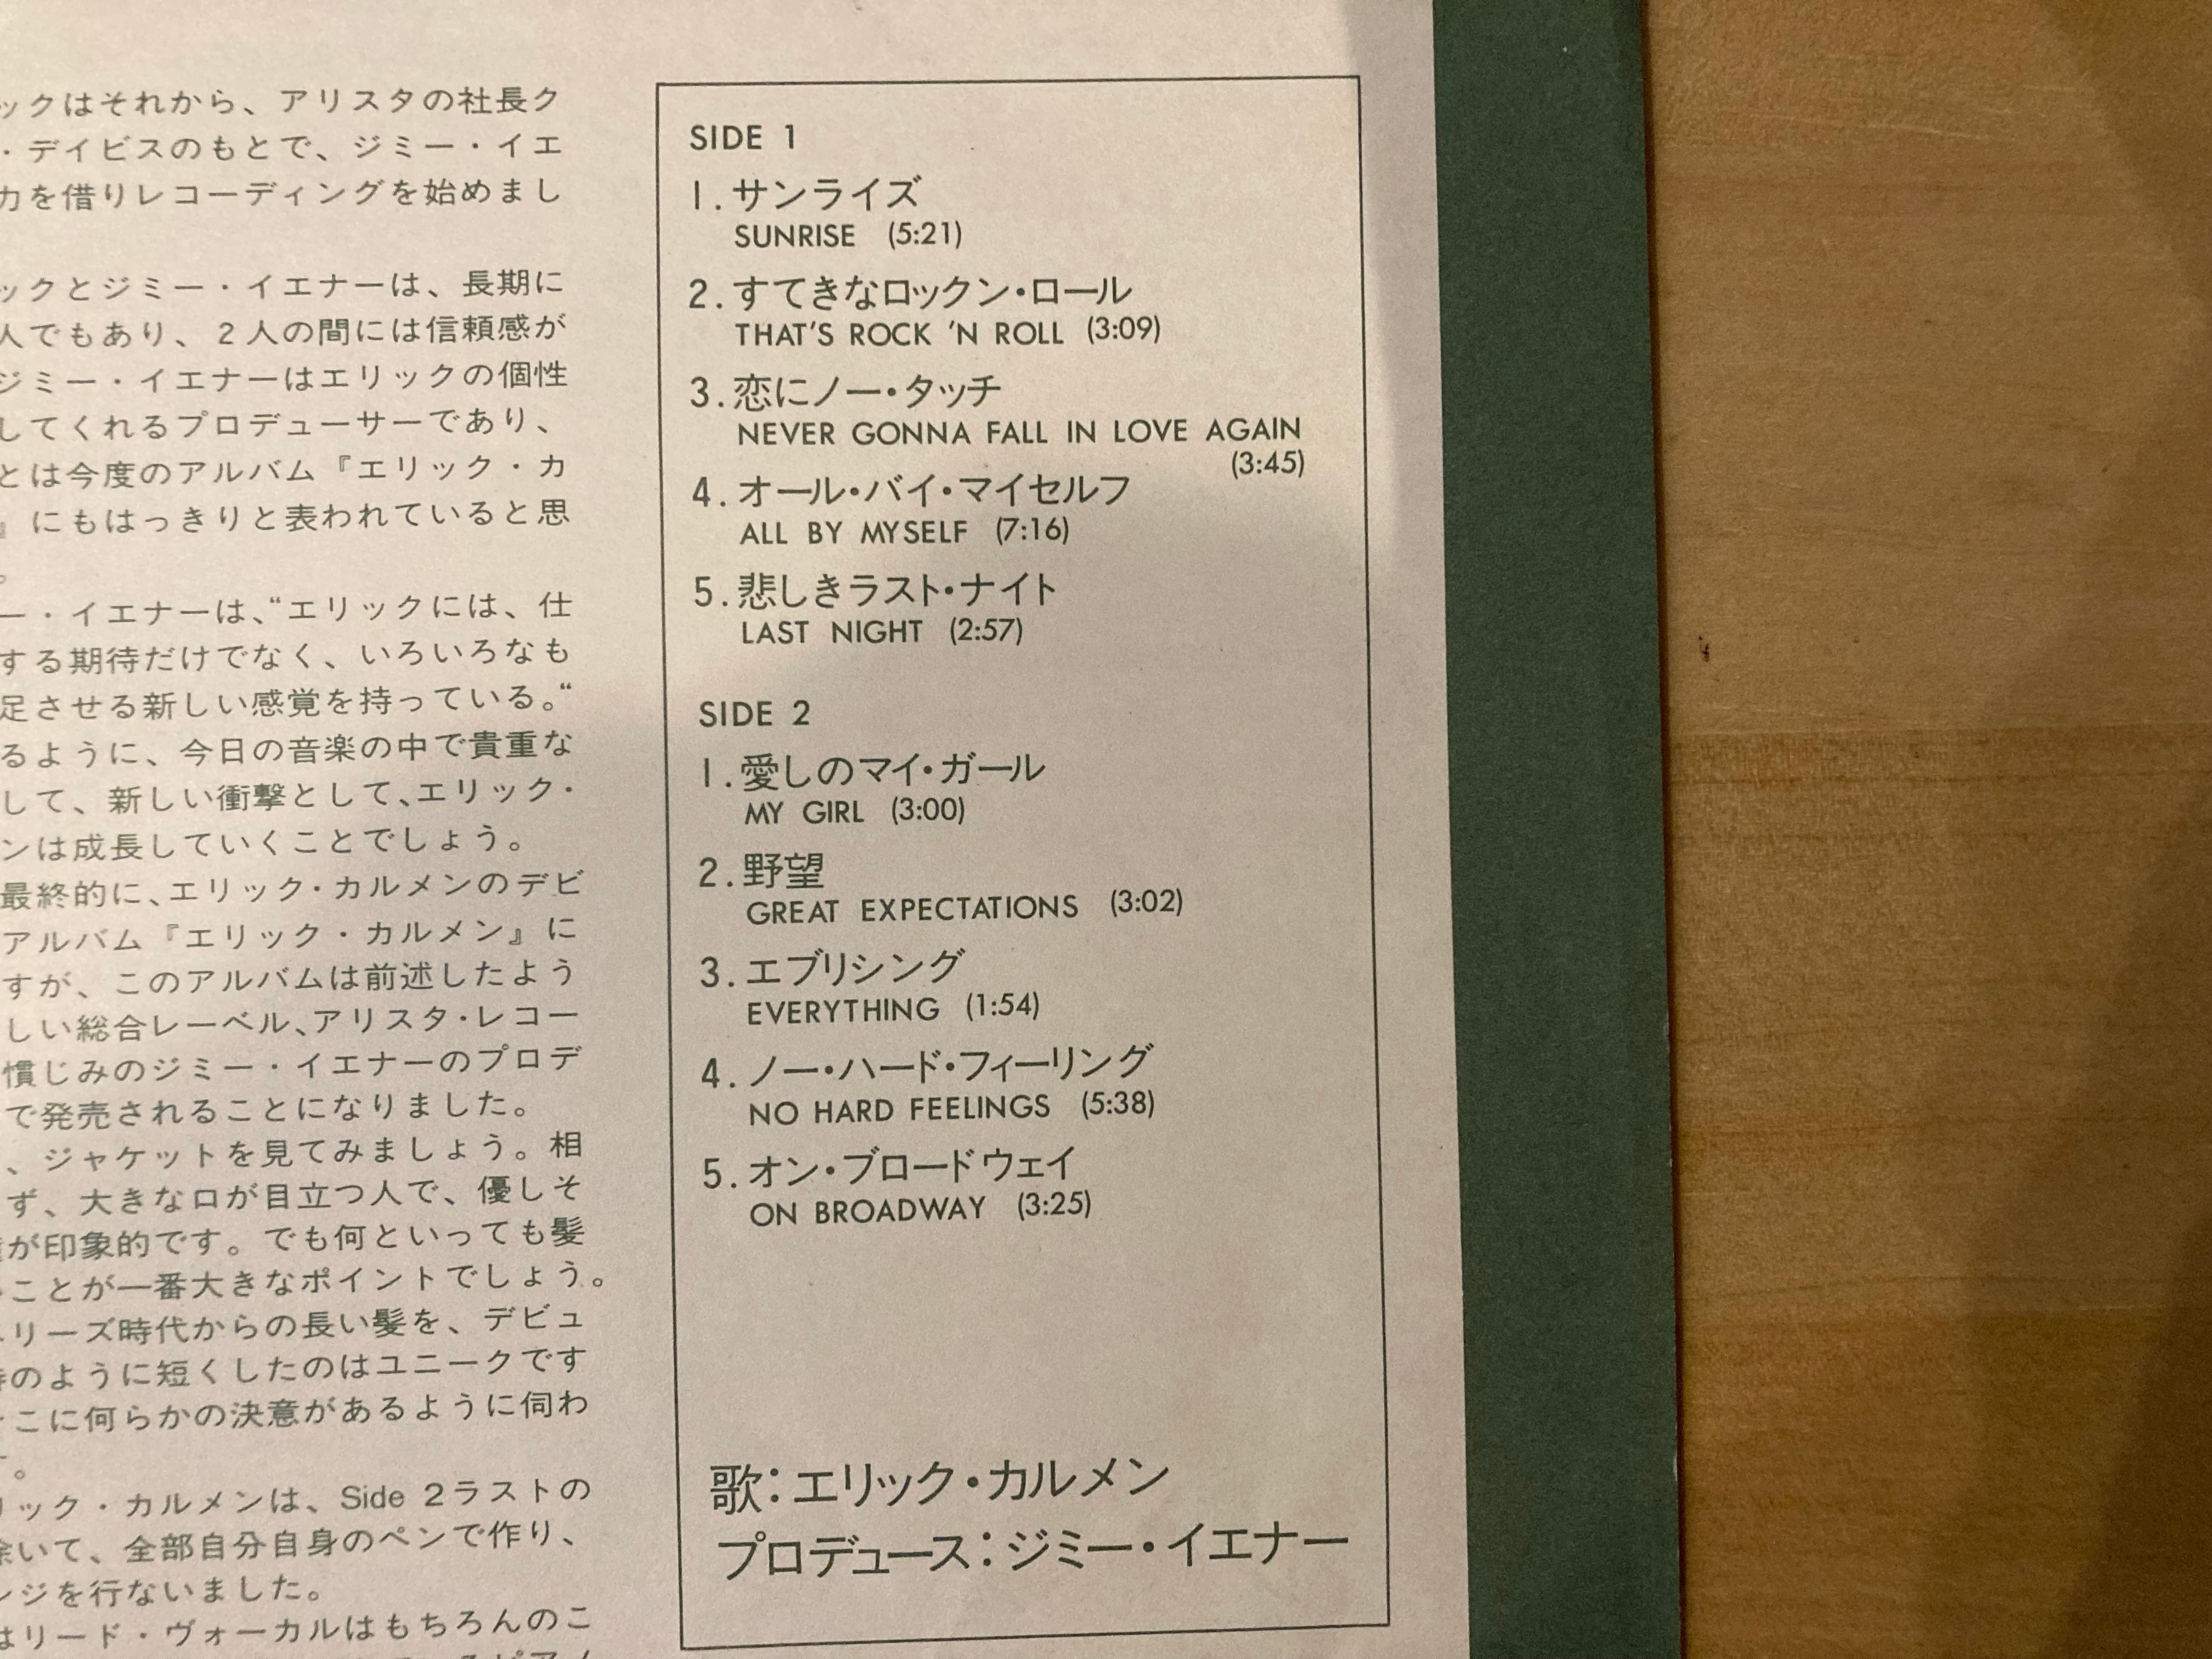 ックはそれから、アリスタの社長ク
・デイビスのもとで、ジミー・イエ
力を借りレコーディングを始めまし
ックとジミー・イエナーは、長期に
人でもあり、2人の間には信頼感が
ジミー・イエナーはエリックの個性
してくれるプロデューサーであり、
とは今度のアルバム『エリック・カ
』にもはっきりと表われていると思
。
ー・イエナーは、“エリックには、仕
する期待だけでなく、いろいろなも
足させる新しい感覚を持っている。“
るように、今日の音楽の中で貴重な
して、新しい衝撃として、エリック・
ンは成長していくことでしょう。
最終的に、エリック・カルメンのデビ
アルバム『エリック・カルメン』に
すが、このアルバムは前述したよう
しい総合レーベル、アリスタ・レコー
慣じみのジミー・イエナーのプロデ
で発売されることになりました。
、ジャケットを見てみましょう。相
ず、大きな口が目立つ人で、優しそ
が印象的です。でも何といっても髪
ことが一番大きなポイントでしょう。
リーズ時代からの長い髪を、デビュ
のように短くしたのはユニークです
こに何らかの決意があるように伺わ
。
リック・カルメンは、Side 2ラストの
除いて、全部自分自身のペンで作り、
ンジを行ないました。
はリード・ヴォーカルはもちろんのこ
SIDE 1
1.サンライズ
SUNRISE (5:21)
2.すてきなロックン・ロール
THAT'S ROCK 'N ROLL (3:09)
3.恋にノー・タッチ
NEVER GONNA FALL IN LOVE AGAIN
(3:45)
4.オール・バイ・マイセルフ
ALL BY MYSELF (7:16)
5.悲しきラスト・ナイト
LAST NIGHT (2:57)
SIDE 2
1.愛しのマイ・ガール
MY GIRL (3:00)
2.野望
GREAT EXPECTATIONS (3:02)
3.エブリシング
EVERYTHING (1:54)
4.ノー・ハード・フィーリング
NO HARD FEELINGS (5:38)
5.オン・ブロードウェイ
ON BROADWAY (3:25)
歌：エリック・カルメン
プロデュース：ジミー・イエナー